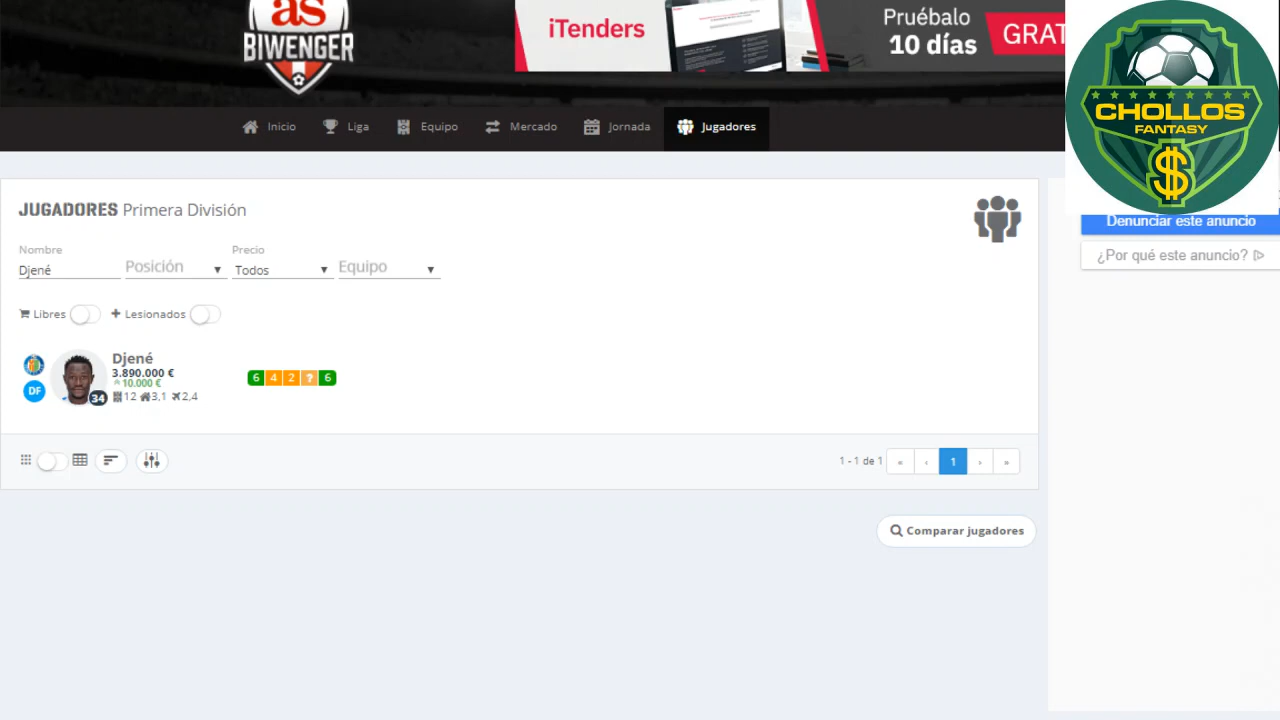 as
BIWENGER
iTenders
Pruébalo
10 días
GRAT
CHOLLOS
FANTASY
$
Inicio
Liga
Equipo
Mercado
Jornada
Jugadores
Denunciar este anuncio
¿Por qué este anuncio?
JUGADORES Primera División
Nombre
Precio
Djené
Posición
Todos
Equipo
Libres
Lesionados
Djené
3.890.000 €
10.000 €
DF
34
12 3,1 2,4
6 4 2 ? 6
1 - 1 de 1
« ‹ 1 › »
Comparar jugadores